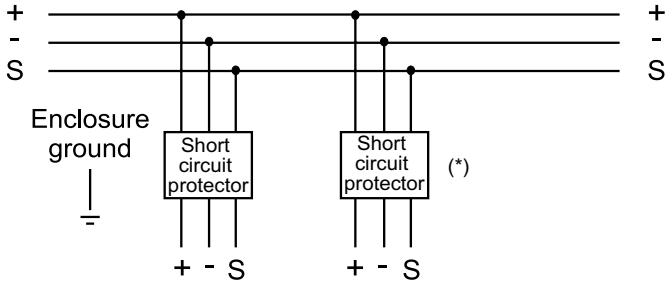 + +
- -
S S
Enclosure
ground
Short
circuit
protector
Short
circuit
protector
(*)
+ - S
+ - S